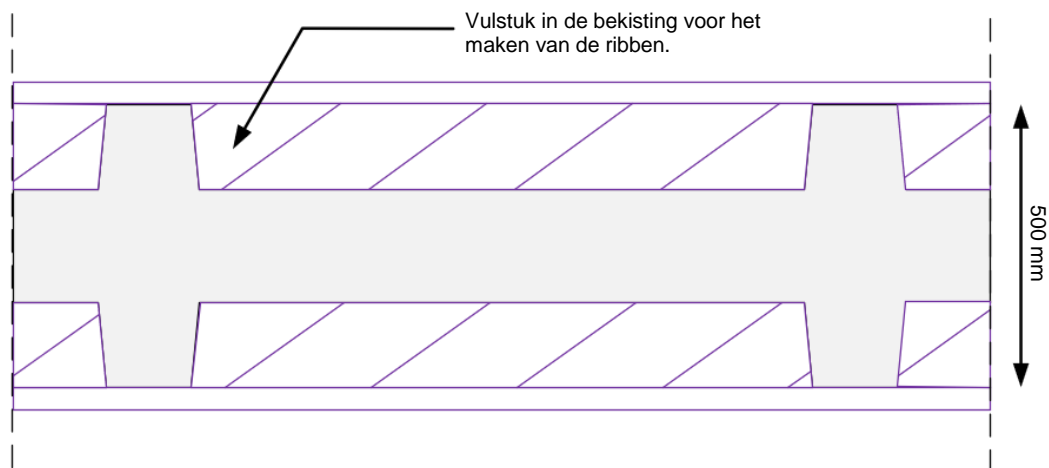 Vulstuk in de bekisting voor het
maken van de ribben.
500 mm